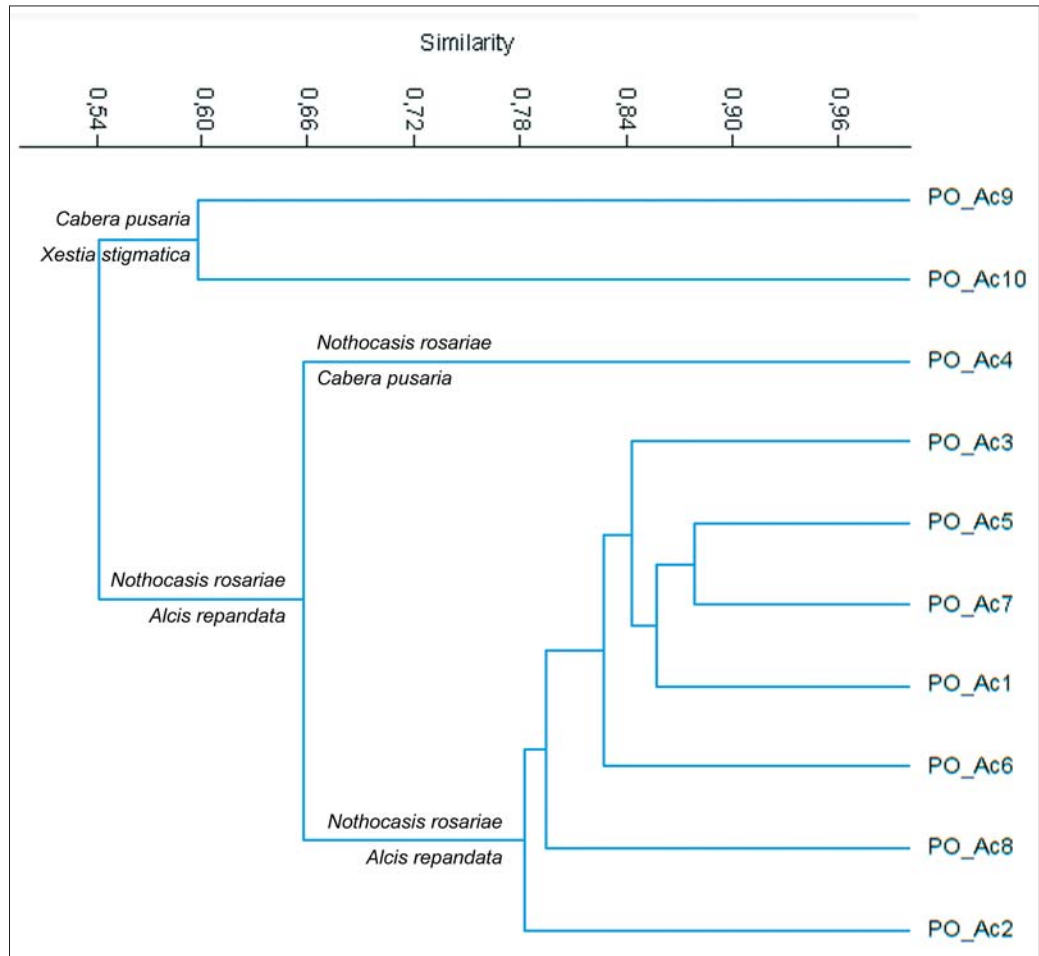 Similarity
0,54 0,60 0,66 0,72 0,78 0,84 0,90 0,96
PO_Ac9
Cabera pusaria
Xestia stigmatica
PO_Ac10
Nothocasis rosariae
PO_Ac4
Cabera pusaria
PO_Ac3
PO_Ac5
Nothocasis rosariae
PO_Ac7
Alcis repandata
PO_Ac1
PO_Ac6
Nothocasis rosariae
PO_Ac8
Alcis repandata
PO_Ac2